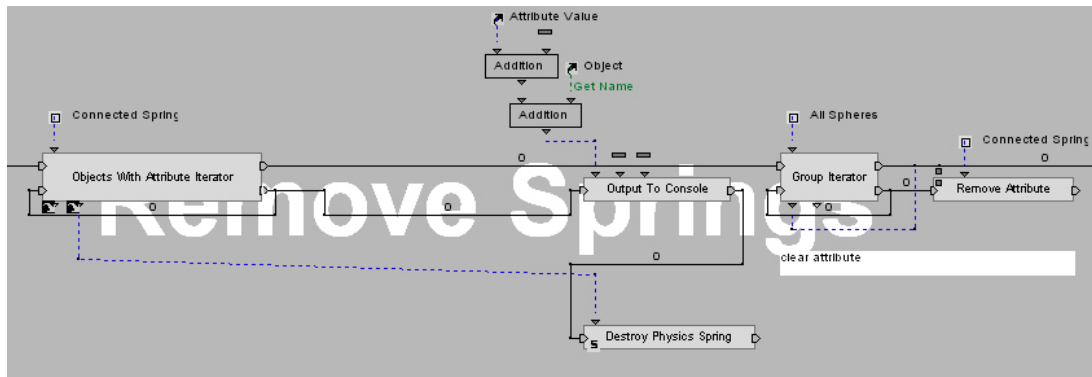 Attribute Value
Addition
Object
Get Name
Addition
Connected Spring
All Spheres
Connected Spring
0
0
Objects With Attribute Iterator
Output To Console
Group Iterator
0
Remove Attribute
0
0
0
Remove Springs
0
clear attribute
Destroy Physics Spring
S